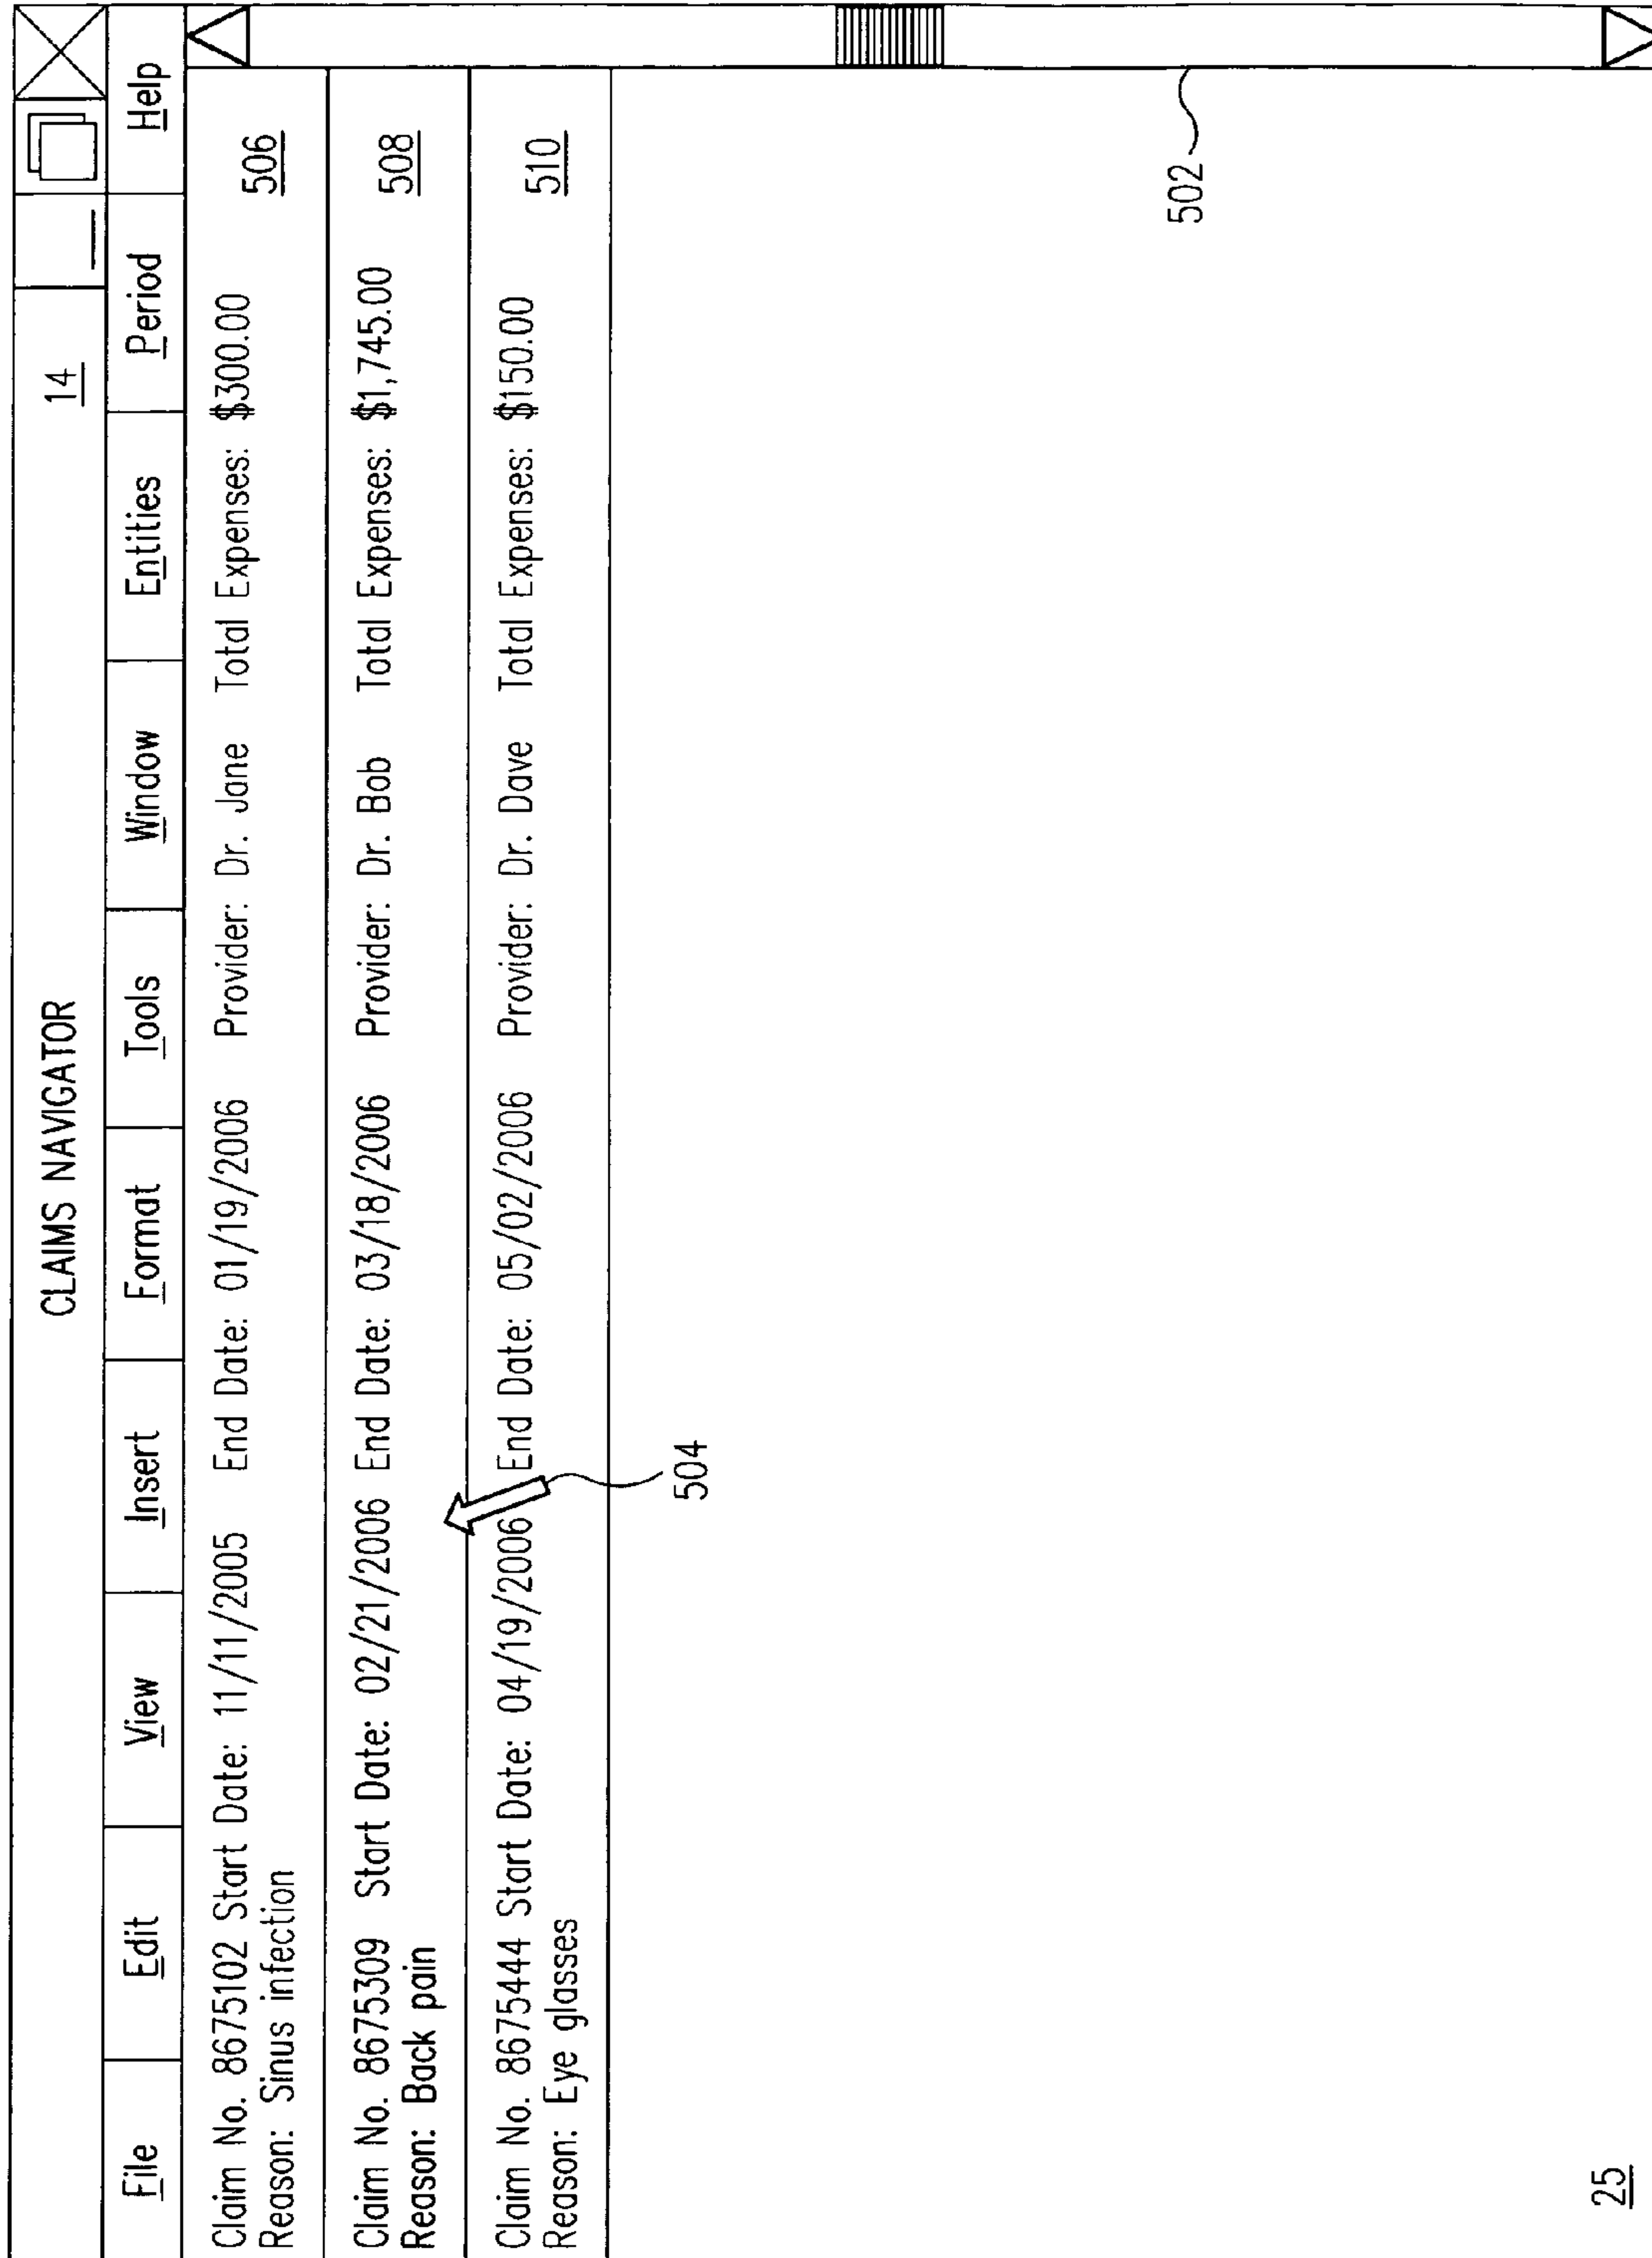 CLAIMS NAVIGATOR 14
File Edit View Insert Format Tools Window Entities Period Help
Claim No. 8675102 Start Date: 11/11/2005 End Date: 01/19/2006 Provider: Dr. Jane Total Expenses: $300.00
Reason: Sinus infection 506
Claim No. 8675309 Start Date: 02/21/2006 End Date: 03/18/2006 Provider: Dr. Bob Total Expenses: $1,745.00
Reason: Back pain 508
Claim No. 8675444 Start Date: 04/19/2006 End Date: 05/02/2006 Provider: Dr. Dave Total Expenses: $150.00
Reason: Eye glasses 510
504
502
25